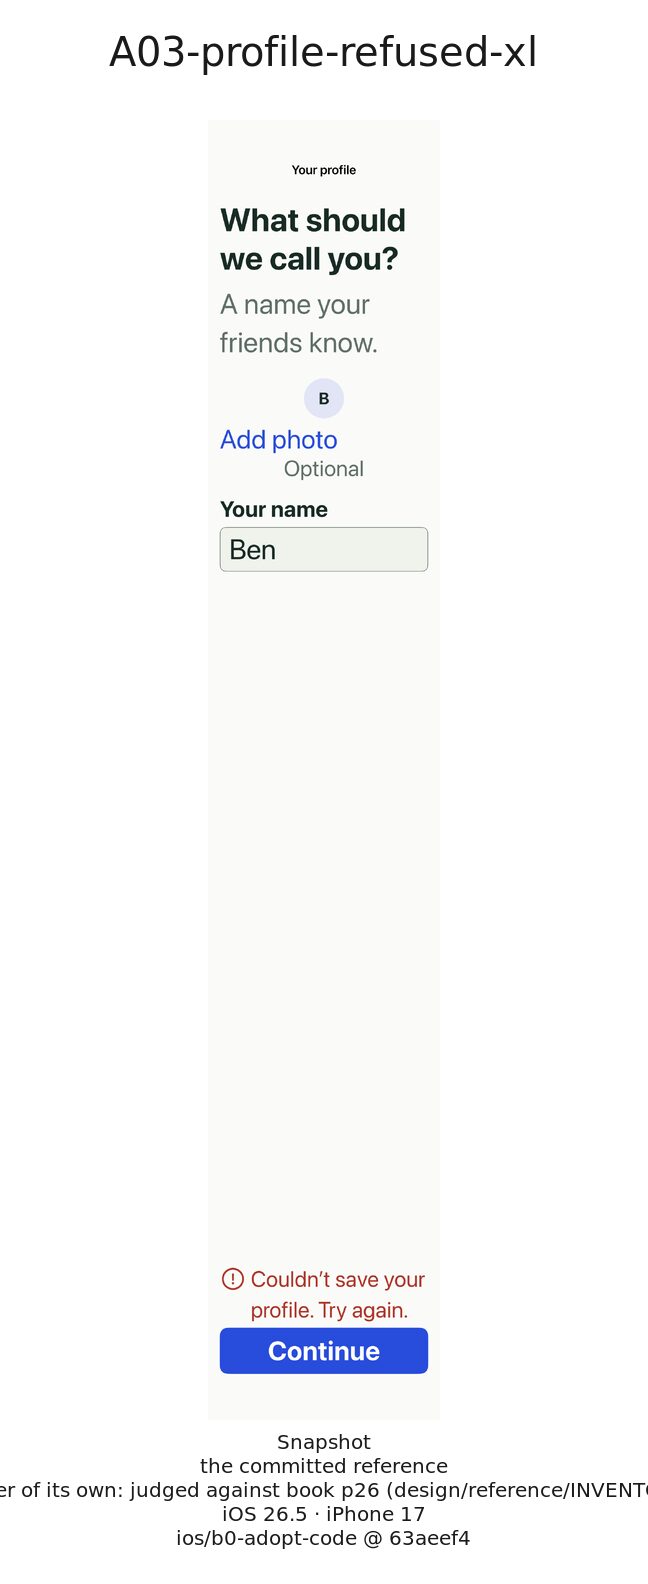 A03-profile-refused-xl
Your profile
What should
we call you?
A name your
friends know.
B
Add photo
Optional
Your name
Ben
Couldn’t save your
profile. Try again.
Continue
Snapshot
the committed reference
of its own: judged against book p26 (design/reference/
iOS 26.5 · iPhone 17
ios/b0-adopt-code @ 63aeef4